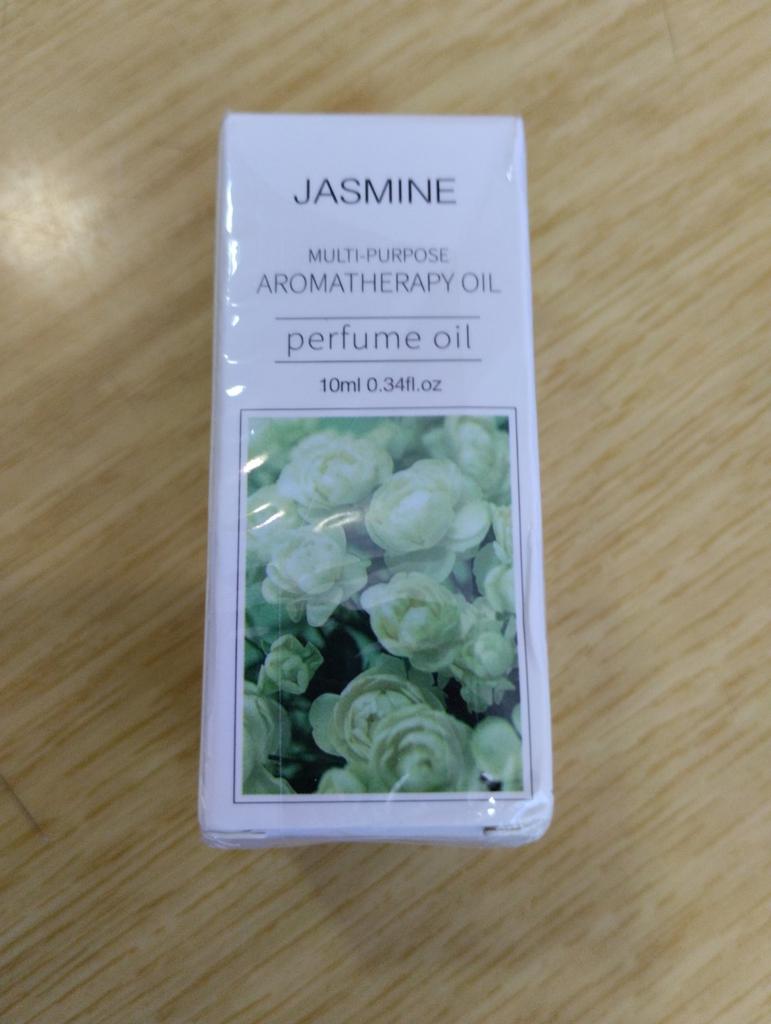 JASMINE
MULTI-PURPOSE
AROMATHERAPY OIL
perfume oil
10ml 0.34fl.oz